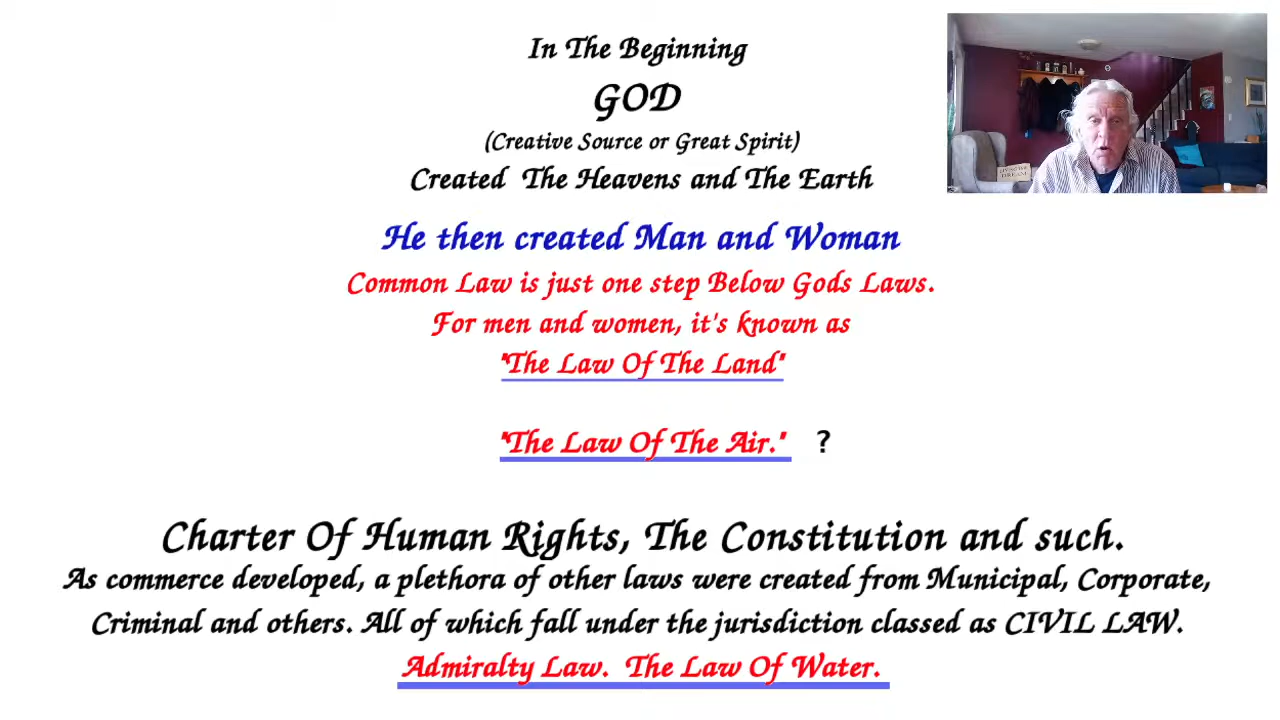 In The Beginning
GOD
(Creative Source or Great Spirit)
Created The Heavens and The Earth
He then created Man and Woman
Common Law is just one step Below Gods Laws.
For men and women, it's known as
"The Law Of The Land"
"The Law Of The Air." ?
Charter Of Human Rights, The Constitution and such.
As commerce developed, a plethora of other laws were created from Municipal, Corporate,
Criminal and others. All of which fall under the jurisdiction classed as CIVIL LAW.
Admiralty Law. The Law Of Water.
DREAM